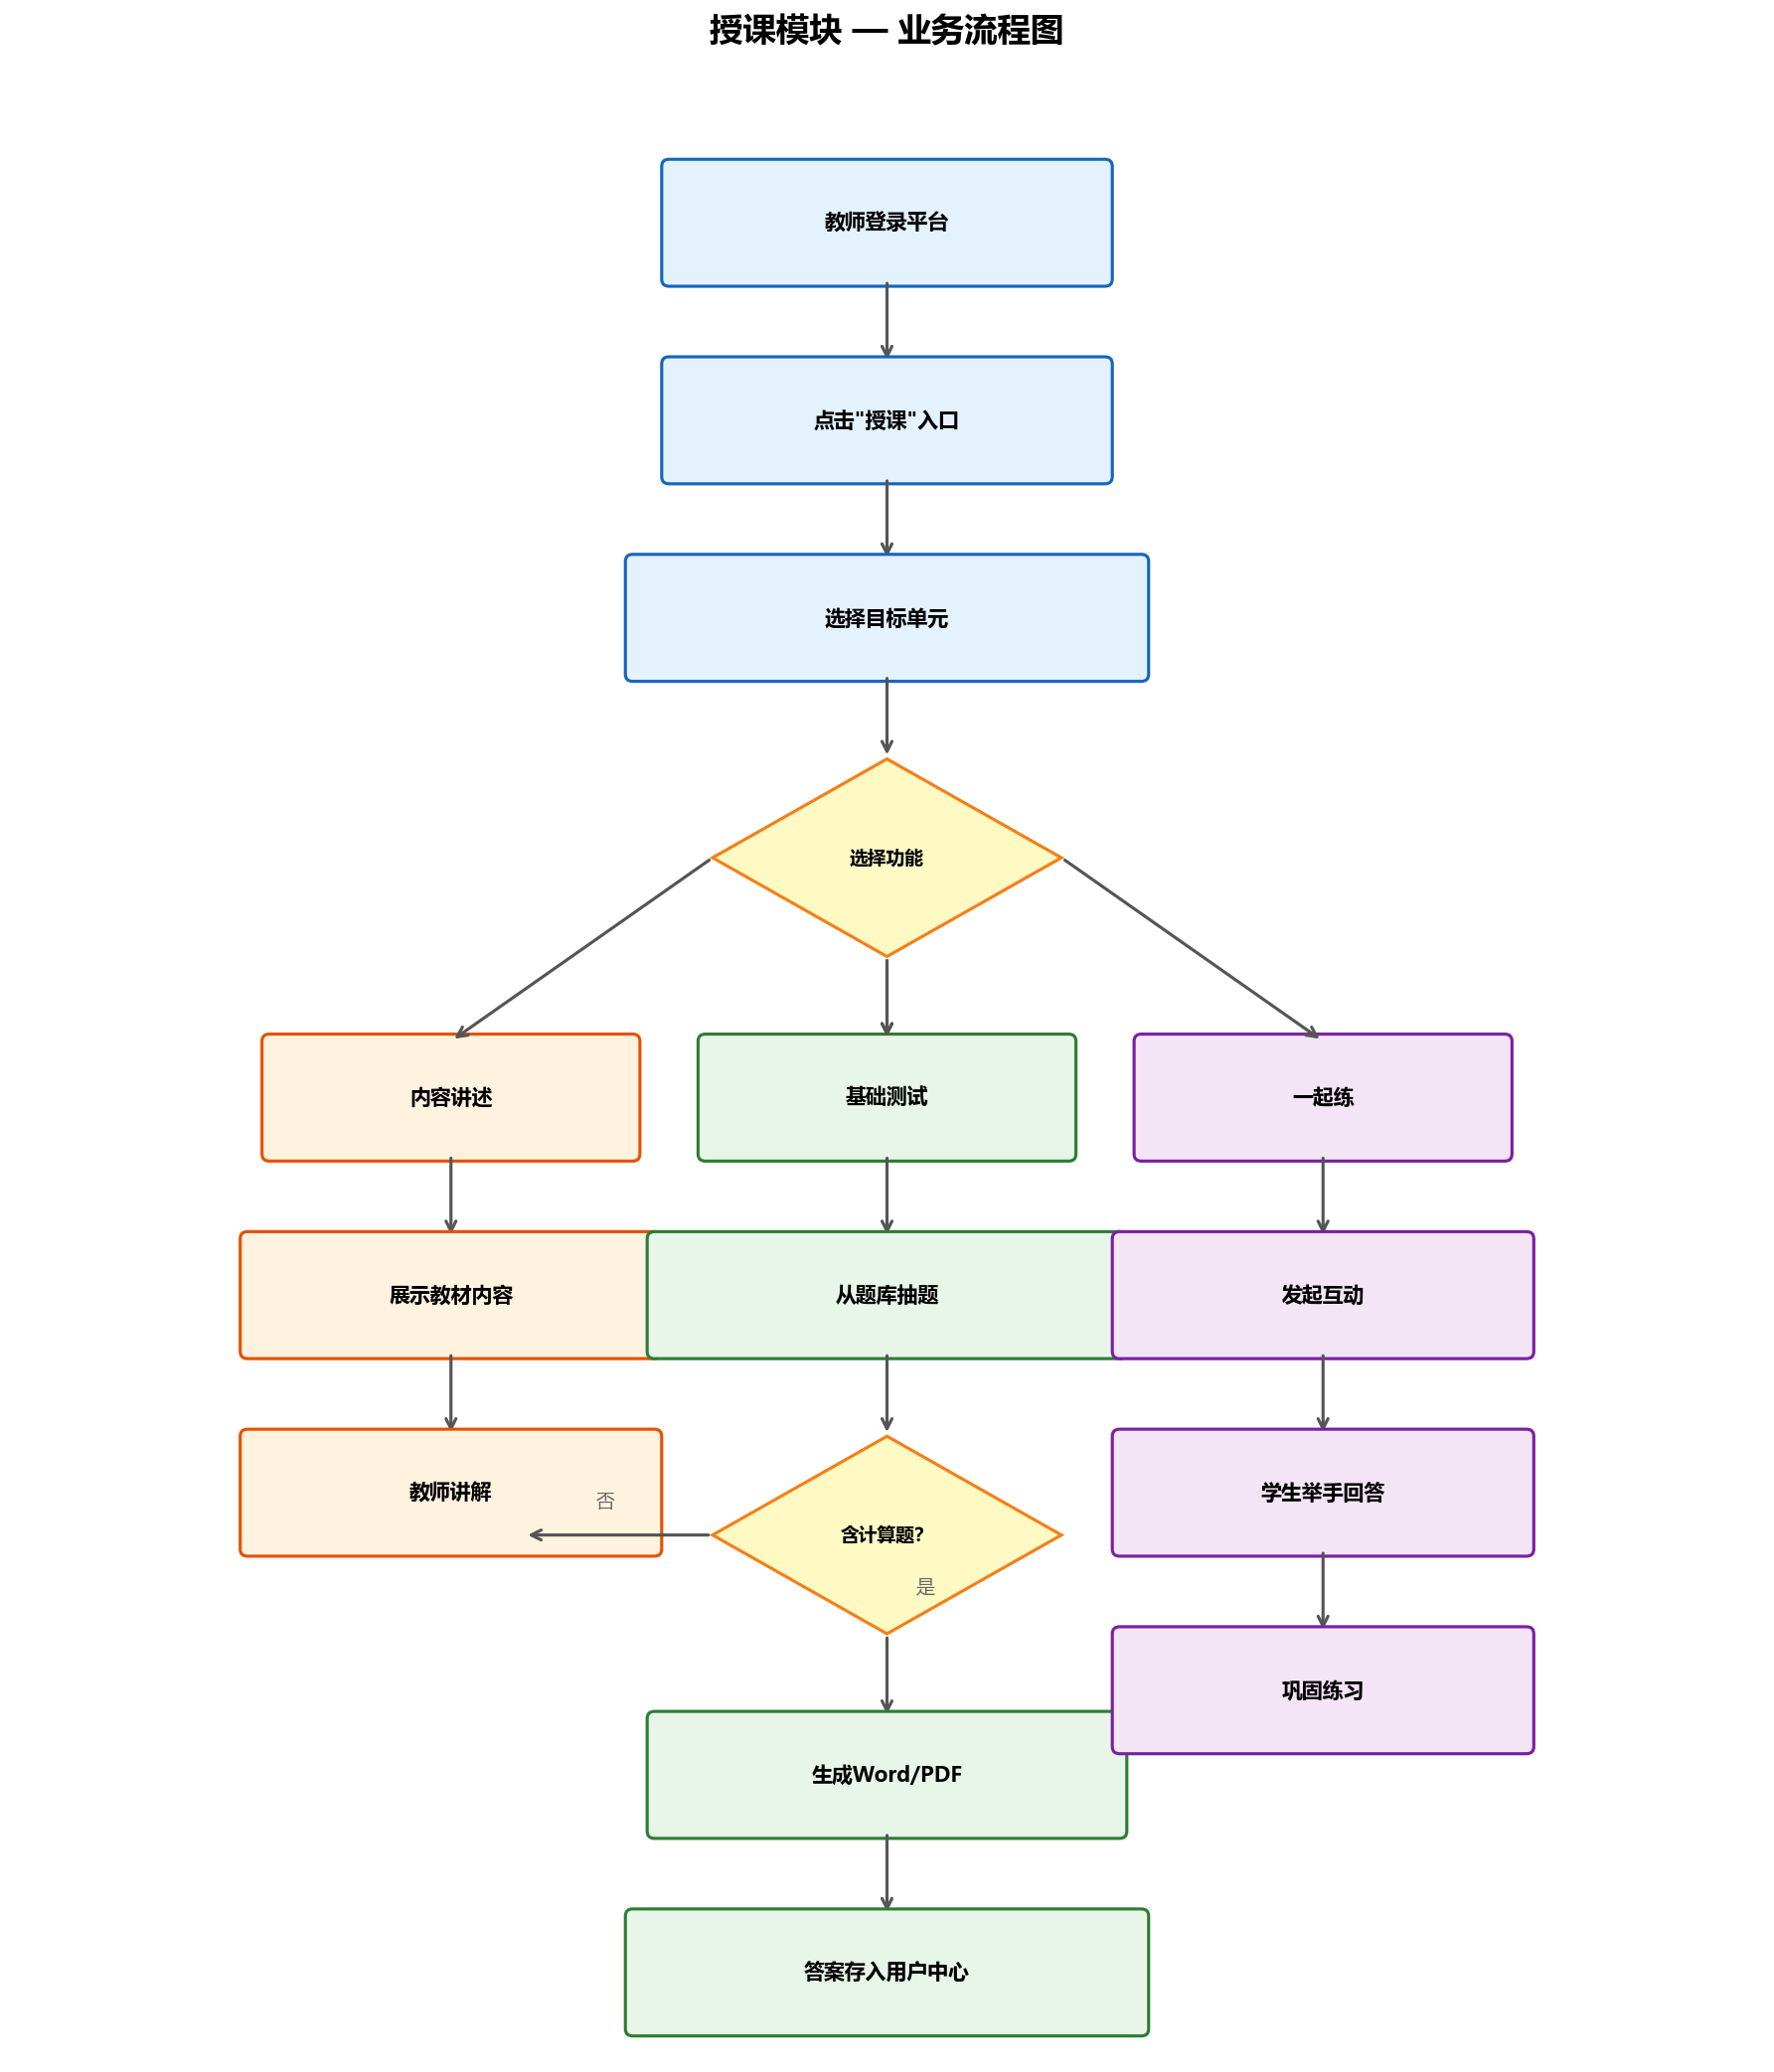 授课模块 — 业务流程图
教师登录平台
点击"授课"入口
选择目标单元
选择功能
内容讲述
基础测试
一起练
展示教材内容
从题库抽题
发起互动
教师讲解
否
含计算题?
是
学生举手回答
巩固练习
生成Word/PDF
答案存入用户中心